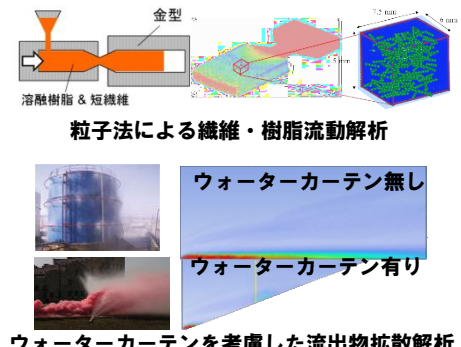 金型
溶融樹脂 & 短繊維
7.5 mm
6 mm
5 mm
粒子法による繊維・樹脂流動解析
ウォーターカーテン無し
ウォーターカーテン有り
ウォーターカーテンを考慮した流出物拡散解析